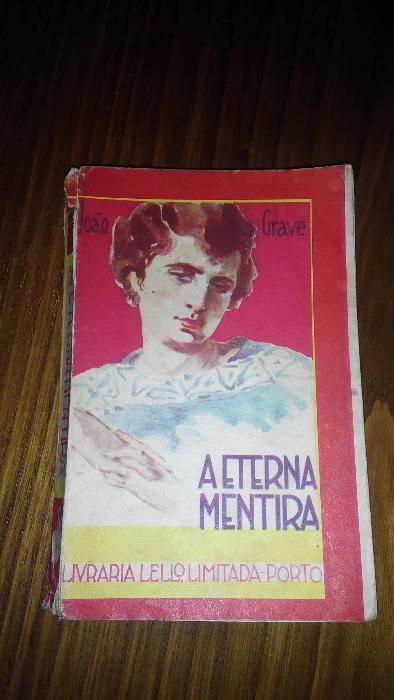 João Grave
A ETERNA
MENTIRA
LIVRARIA LELLO LIMITADA-PORTO